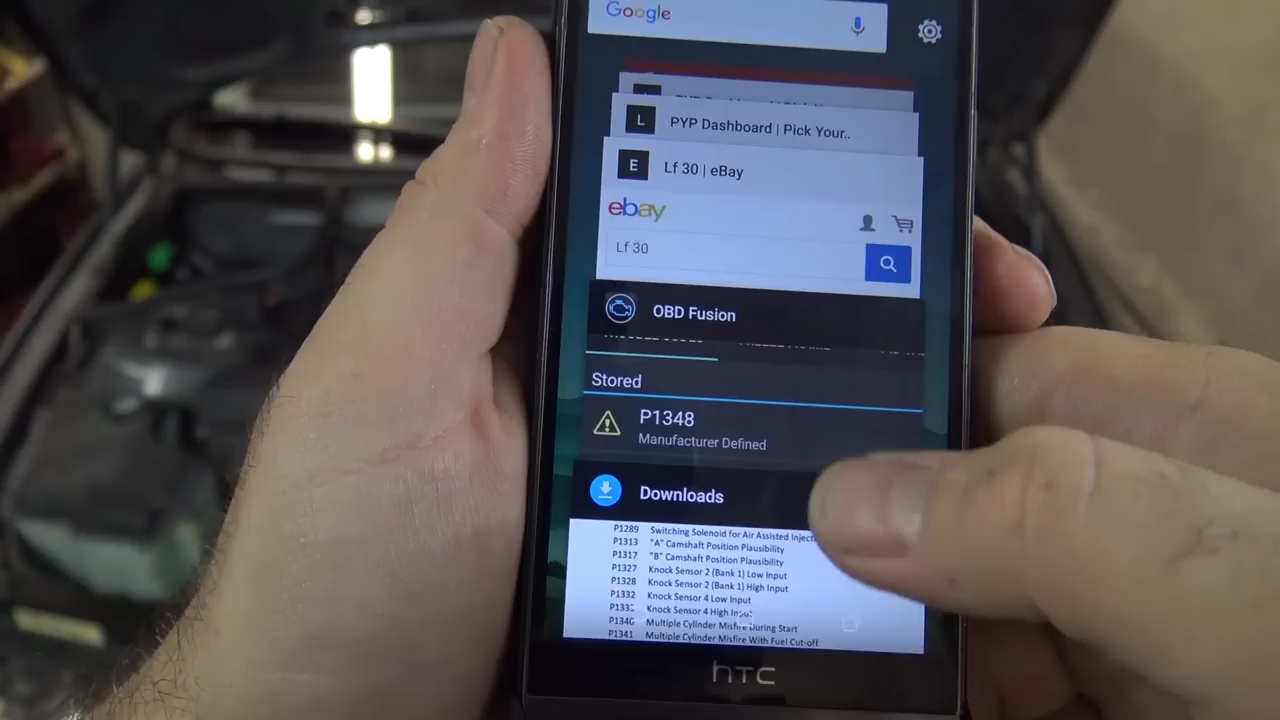 Google
L PYP Dashboard | Pick Your..
E Lf 30 | eBay
ebay
Lf 30
OBD Fusion
Stored
P1348
Manufacturer Defined
Downloads
P1289 Switching Solenoid for Air Assisted Inject
P1313 "A" Camshaft Position Plausibility
P1317 "B" Camshaft Position Plausibility
P1327 Knock Sensor 2 (Bank 1) Low Input
P1328 Knock Sensor 2 (Bank 1) High Input
P1332 Knock Sensor 4 Low Input
Knock Sensor 4 High Input
P1340 Multiple Cylinder Misfire During Start
P1341 Multiple Cylinder Misfire With Fuel Cut-off
hTC